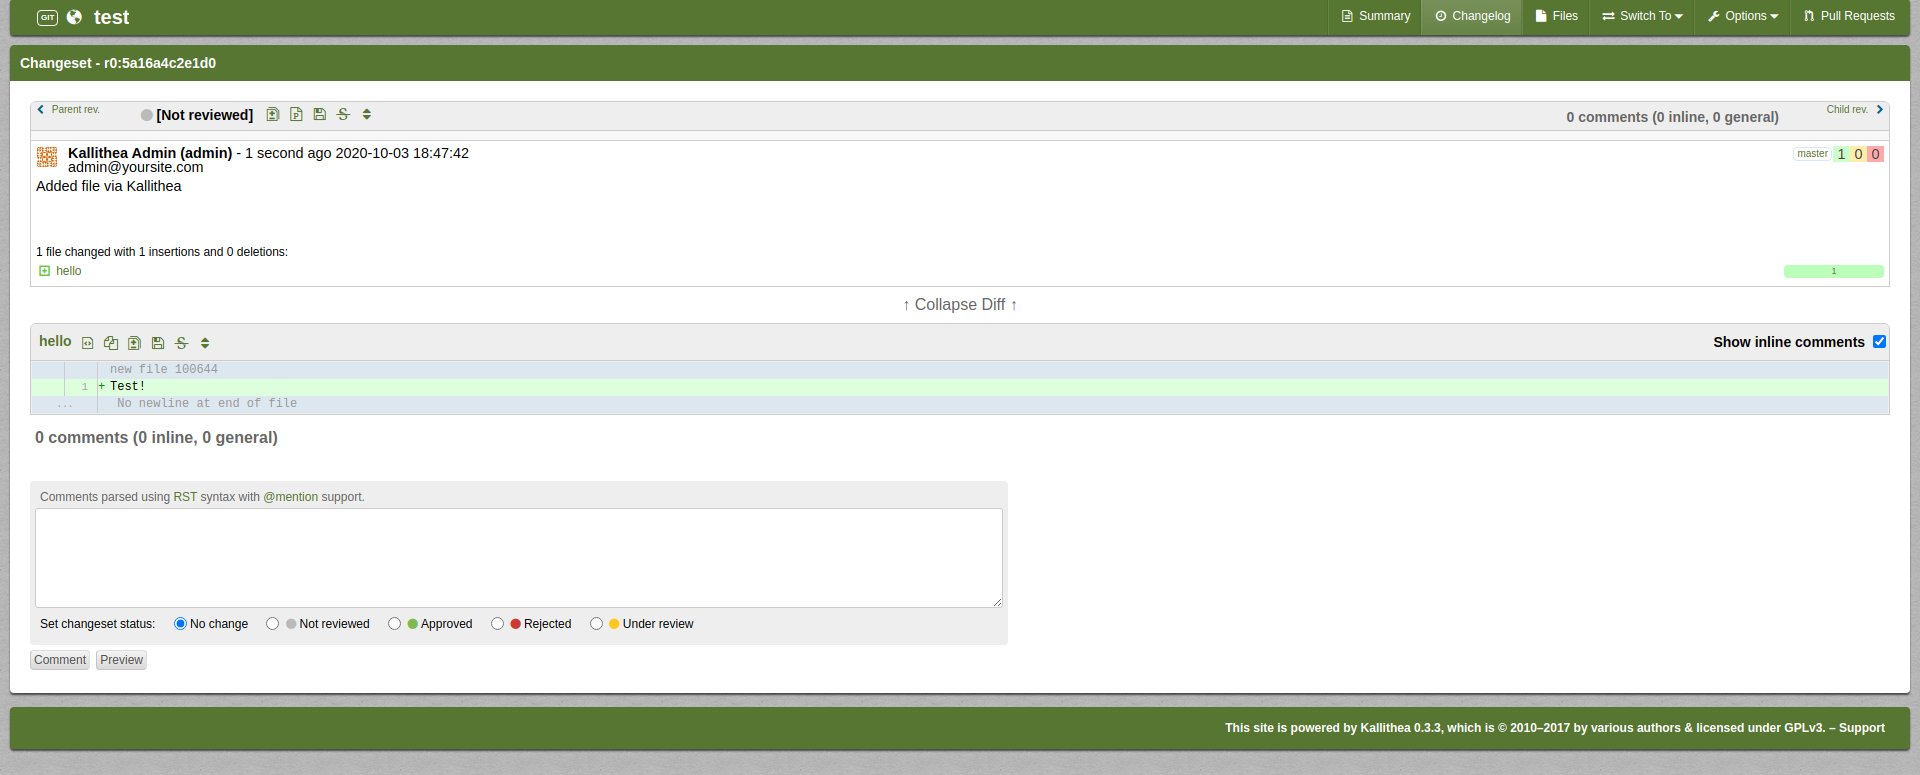 GIT test Summary Changelog Files Switch To Options Pull Requests
Changeset - r0:5a16a4c2e1d0
Parent rev. [Not reviewed] 0 comments (0 inline, 0 general) Child rev.
Kallithea Admin (admin) - 1 second ago 2020-10-03 18:47:42 master 1 0 0
admin@yoursite.com
Added file via Kallithea
1 file changed with 1 insertions and 0 deletions:
hello 1
↑ Collapse Diff ↑
hello Show inline comments
new file 100644
1 + Test!
... No newline at end of file
0 comments (0 inline, 0 general)
Comments parsed using RST syntax with @mention support.
Set changeset status: No change Not reviewed Approved Rejected Under review
Comment Preview
This site is powered by Kallithea 0.3.3, which is © 2010–2017 by various authors & licensed under GPLv3. – Support